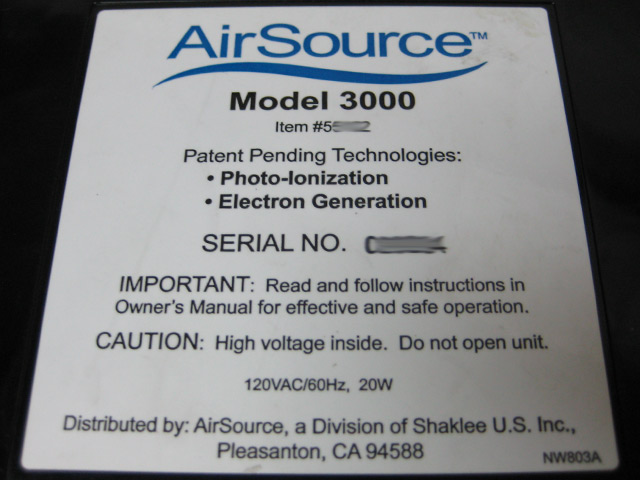 AirSource™
Model 3000
Item #5
Patent Pending Technologies:
• Photo-Ionization
• Electron Generation
SERIAL NO.
IMPORTANT: Read and follow instructions in
Owner's Manual for effective and safe operation.
CAUTION: High voltage inside. Do not open unit.
120VAC/60Hz, 20W
Distributed by: AirSource, a Division of Shaklee U.S. Inc.,
Pleasanton, CA 94588
NW803A